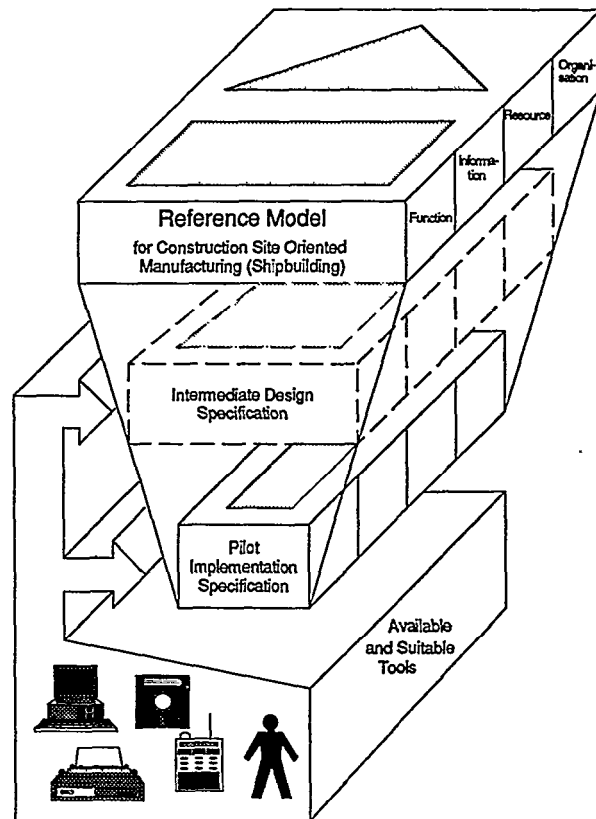 Organi-
sation
Resource
Informa-
tion
Function
Reference Model
for Construction Site Oriented
Manufacturing (Shipbuilding)
Intermediate Design
Specification
Pilot
Implementation
Specification
Available
and Suitable
Tools